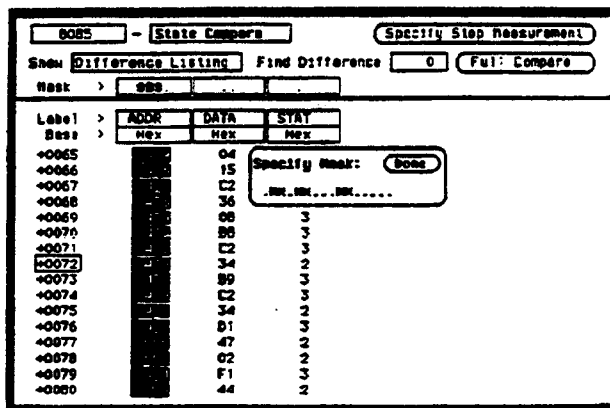 8085 - State Compare Specify Stop Measurement
Show Difference Listing Find Difference 0 Full Compare
Mask >
Label > ADDR DATA STAT
Base > Hex Hex Hex
+0065 04
+0066 15
+0067 C2
+0068 36
Specify Mask: Done
+0069 08 3
+0070 3
+0071 C2 3
+0072 34 2
+0073 B9 3
+0074 C2 3
+0075 34 2
+0076 3
+0077 47 2
+0078 02 2
+0079 F1 3
+0080 44 2